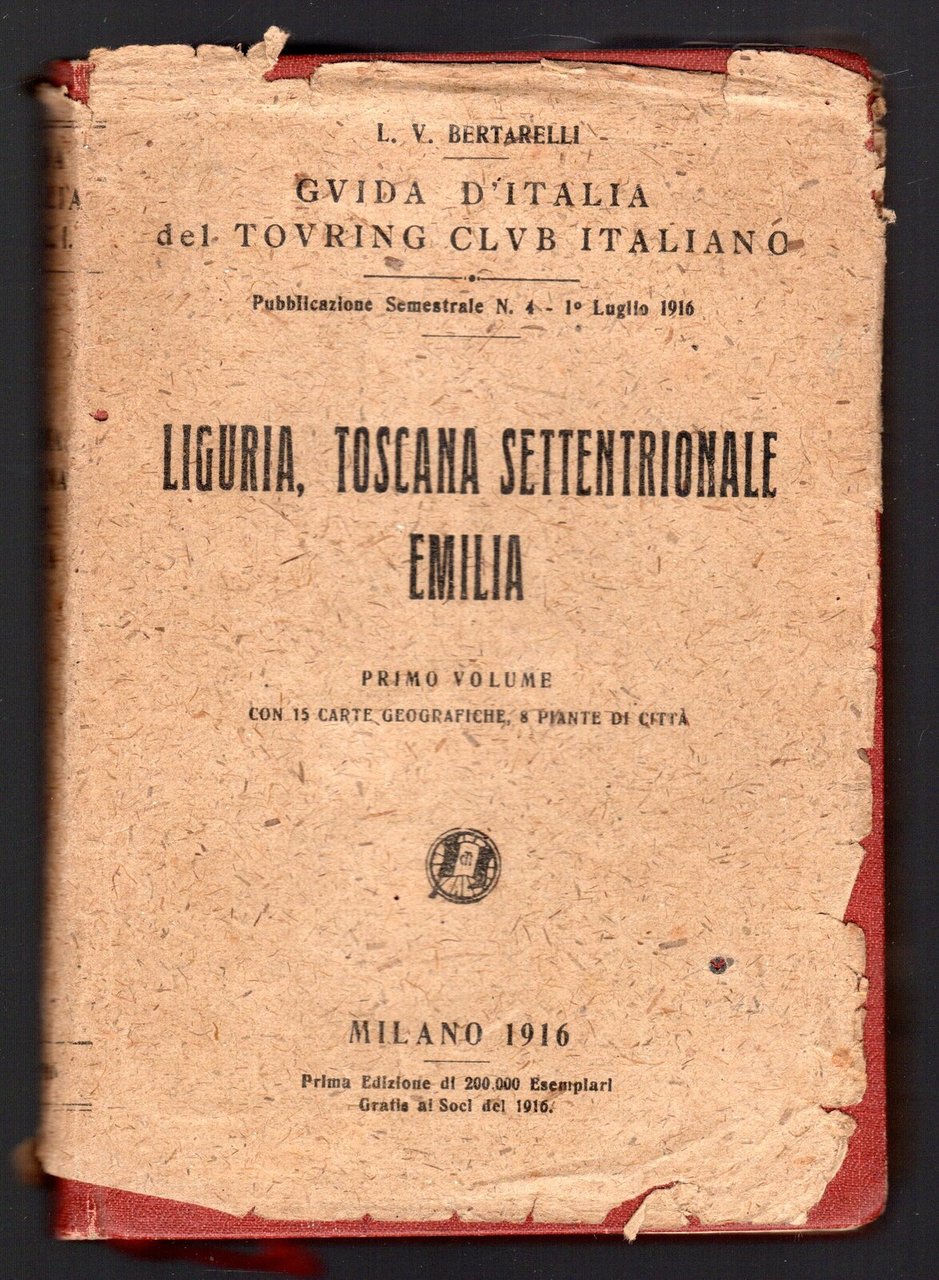 L. V. BERTARELLI
GVIDA D'ITALIA
del TOVRING CLVB ITALIANO
Pubblicazione Semestrale N. 4 - 1º Luglio 1916
LIGURIA, TOSCANA SETTENTRIONALE
EMILIA
PRIMO VOLUME
CON 15 CARTE GEOGRAFICHE, 8 PIANTE DI CITTÀ
MILANO 1916
Prima Edizione di 200.000 Esemplari
Gratis ai Soci del 1916.